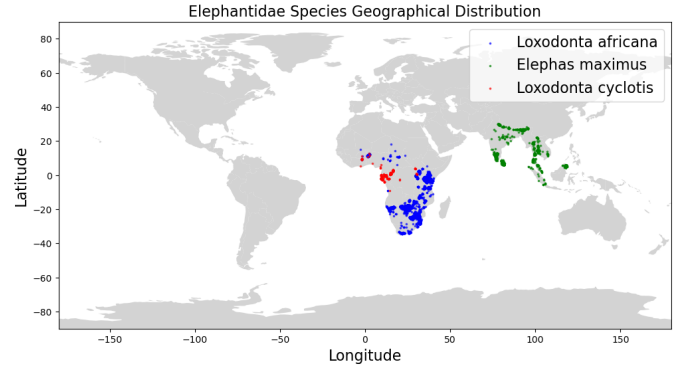 Elephantidae Species Geographical Distribution
Loxodonta africana
Elephas maximus
Loxodonta cyclotis
80
60
40
20
0
−20
−40
−60
−80
Latitude
−150
−100
−50
0
50
100
150
Longitude